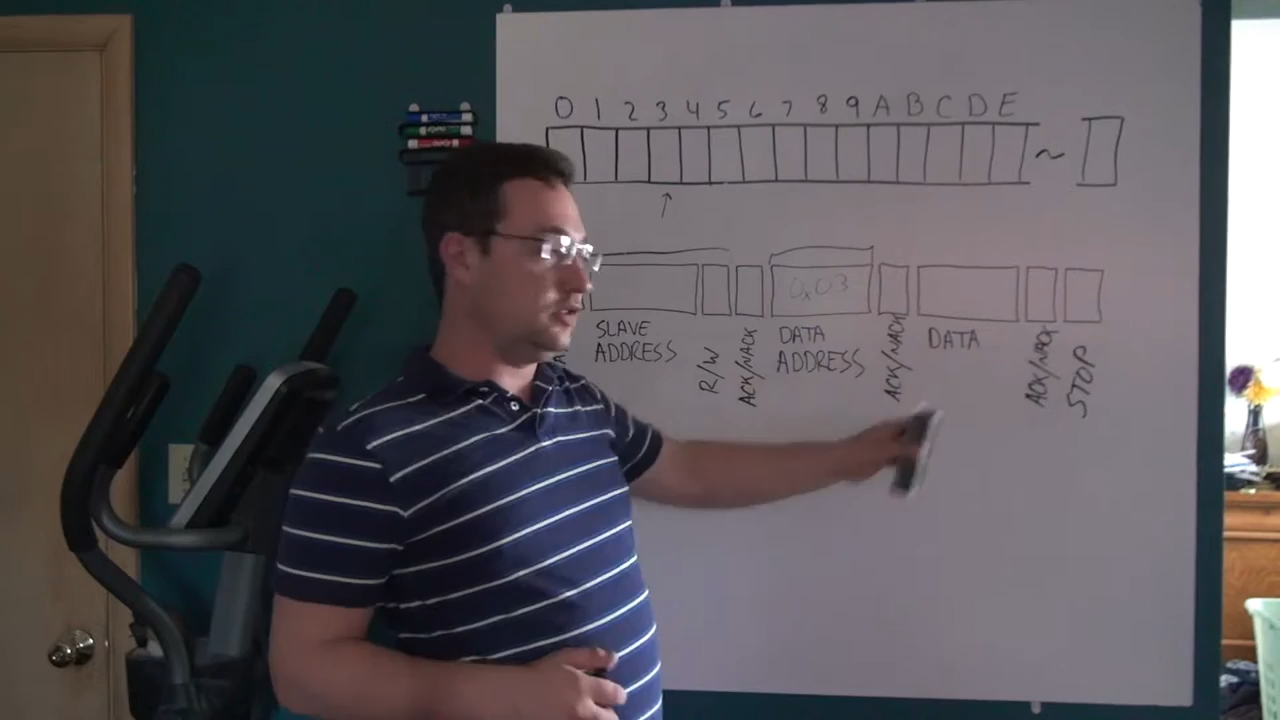 0 1 2 3 4 5 6 7 8 9 A B C D E
~
↑
0x03
SLAVE
ADDRESS
R/W
ACK/NACK
DATA
ADDRESS
ACK/NACK
DATA
ACK/NACK
STOP